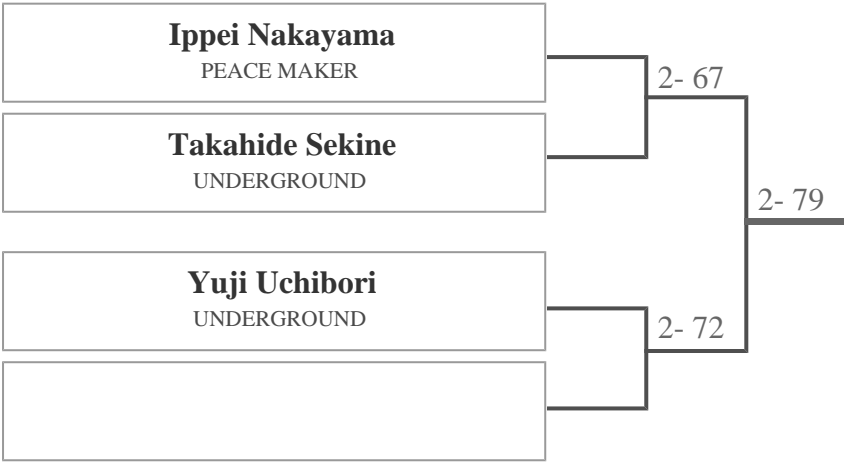 Ippei Nakayama
PEACE MAKER
2- 67
Takahide Sekine
UNDERGROUND
2- 79
Yuji Uchibori
UNDERGROUND
2- 72